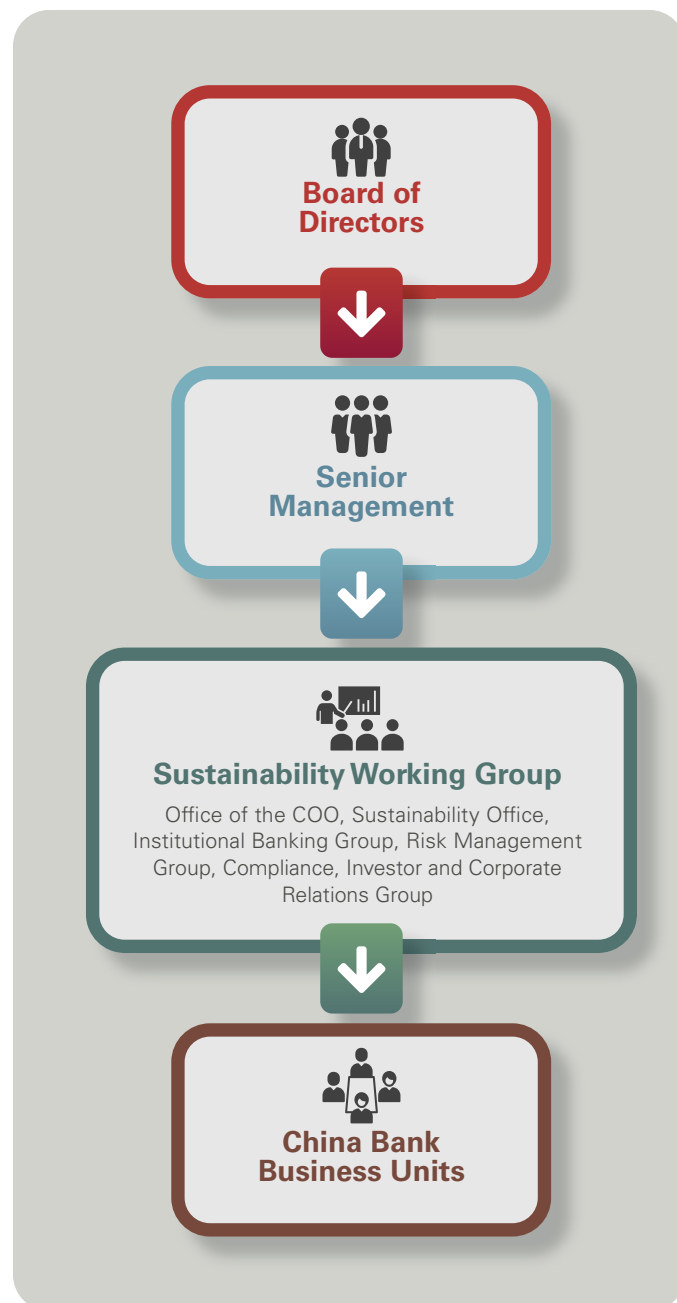 Board of
Directors
Senior
Management
Sustainability Working Group
Office of the COO, Sustainability Office,
Institutional Banking Group, Risk Management
Group, Compliance, Investor and Corporate
Relations Group
China Bank
Business Units